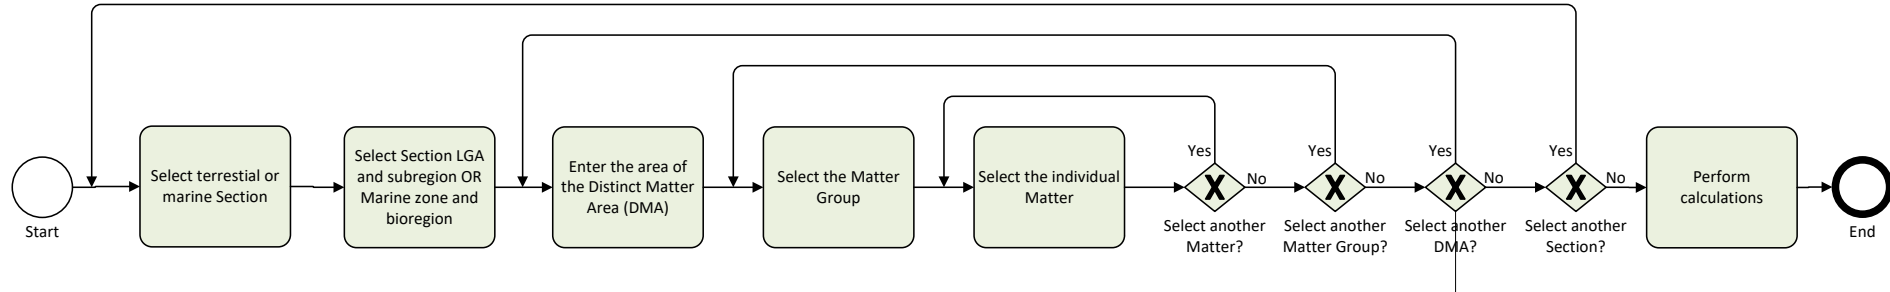 Start
Select terrestial or
marine Section
Select Section LGA
and subregion OR
Marine zone and
bioregion
Enter the area of
the Distinct Matter
Area (DMA)
Select the Matter
Group
Select the individual
Matter
Yes
X
No
Select another
Matter?
Yes
X
No
Select another
Matter Group?
Yes
X
No
Select another
DMA?
Yes
X
No
Select another
Section?
Perform
calculations
End